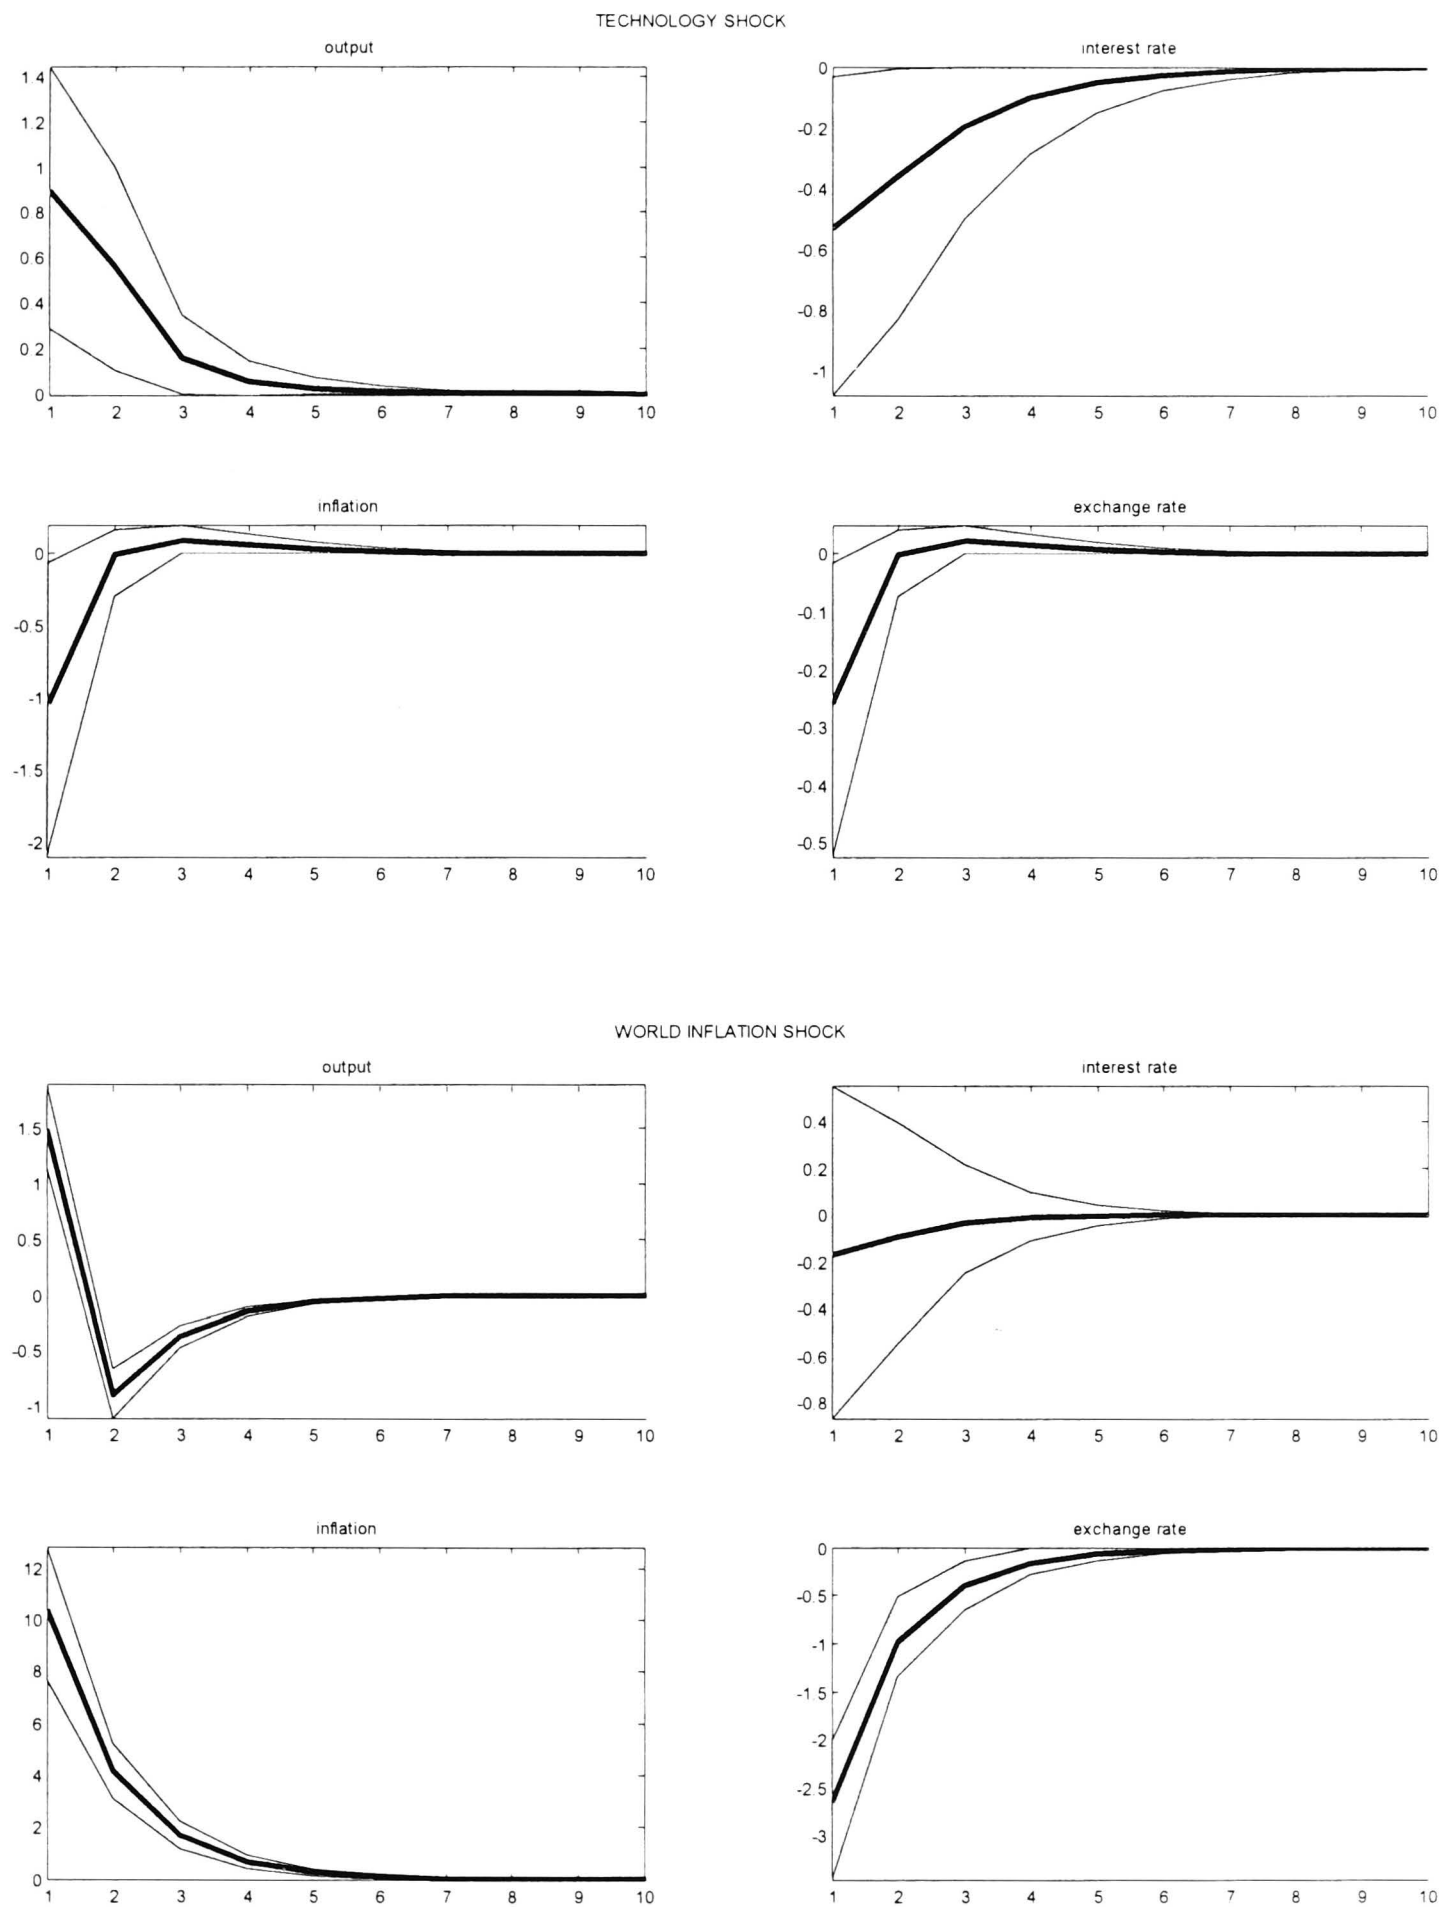 TECHNOLOGY SHOCK
output
1.4
1.2
1
0.8
0.6
0.4
0.2
0
1 2 3 4 5 6 7 8 9 10
interest rate
0
-0.2
-0.4
-0.6
-0.8
-1
1 2 3 4 5 6 7 8 9 10
inflation
0
-0.5
-1
-1.5
-2
1 2 3 4 5 6 7 8 9 10
exchange rate
0
-0.1
-0.2
-0.3
-0.4
-0.5
1 2 3 4 5 6 7 8 9 10
WORLD INFLATION SHOCK
output
1.5
1
0.5
0
-0.5
-1
1 2 3 4 5 6 7 8 9 10
interest rate
0.4
0.2
0
-0.2
-0.4
-0.6
-0.8
1 2 3 4 5 6 7 8 9 10
inflation
12
10
8
6
4
2
0
1 2 3 4 5 6 7 8 9 10
exchange rate
0
-0.5
-1
-1.5
-2
-2.5
-3
1 2 3 4 5 6 7 8 9 10